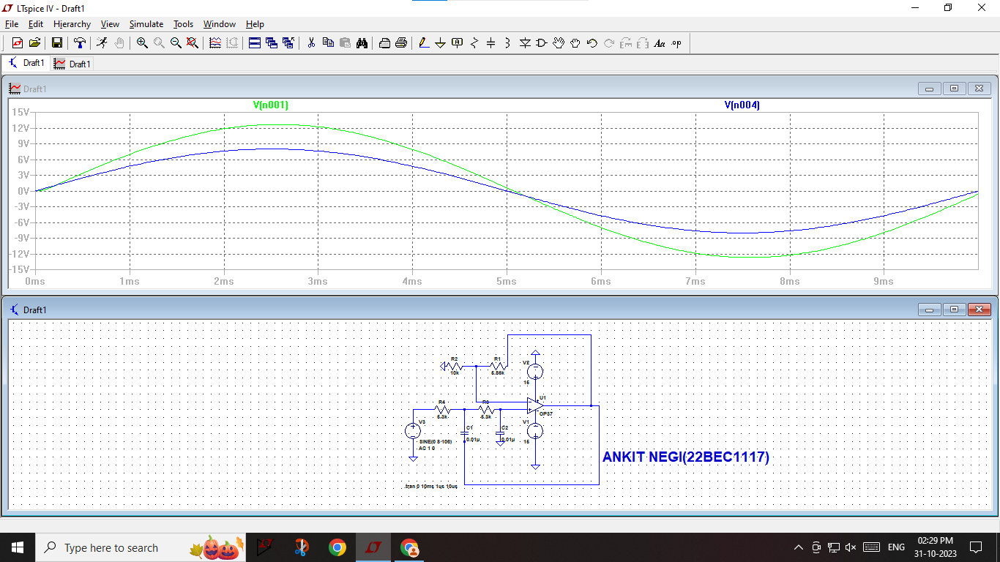 LTspice IV - Draft1
File Edit Hierarchy View Simulate Tools Window Help
Aa .op
Draft1 Draft1
Draft1
V(n001) V(n004)
15V
12V
9V
6V
3V
0V
-3V
-6V
-9V
-12V
-15V
0ms 1ms 2ms 3ms 4ms 5ms 6ms 7ms 8ms 9ms
Draft1
R2 R1 V2
10k 5.86k 15
U1
R4
OP37
5.3k 5.3k
V3 C1 C2 V1
0.01µ 0.01µ 15
SINE(0 8 100)
AC 1 0
ANKIT NEGI(22BEC1117)
.tran 0 10ms 1us 10us
Type here to search
ENG
02:29 PM
31-10-2023